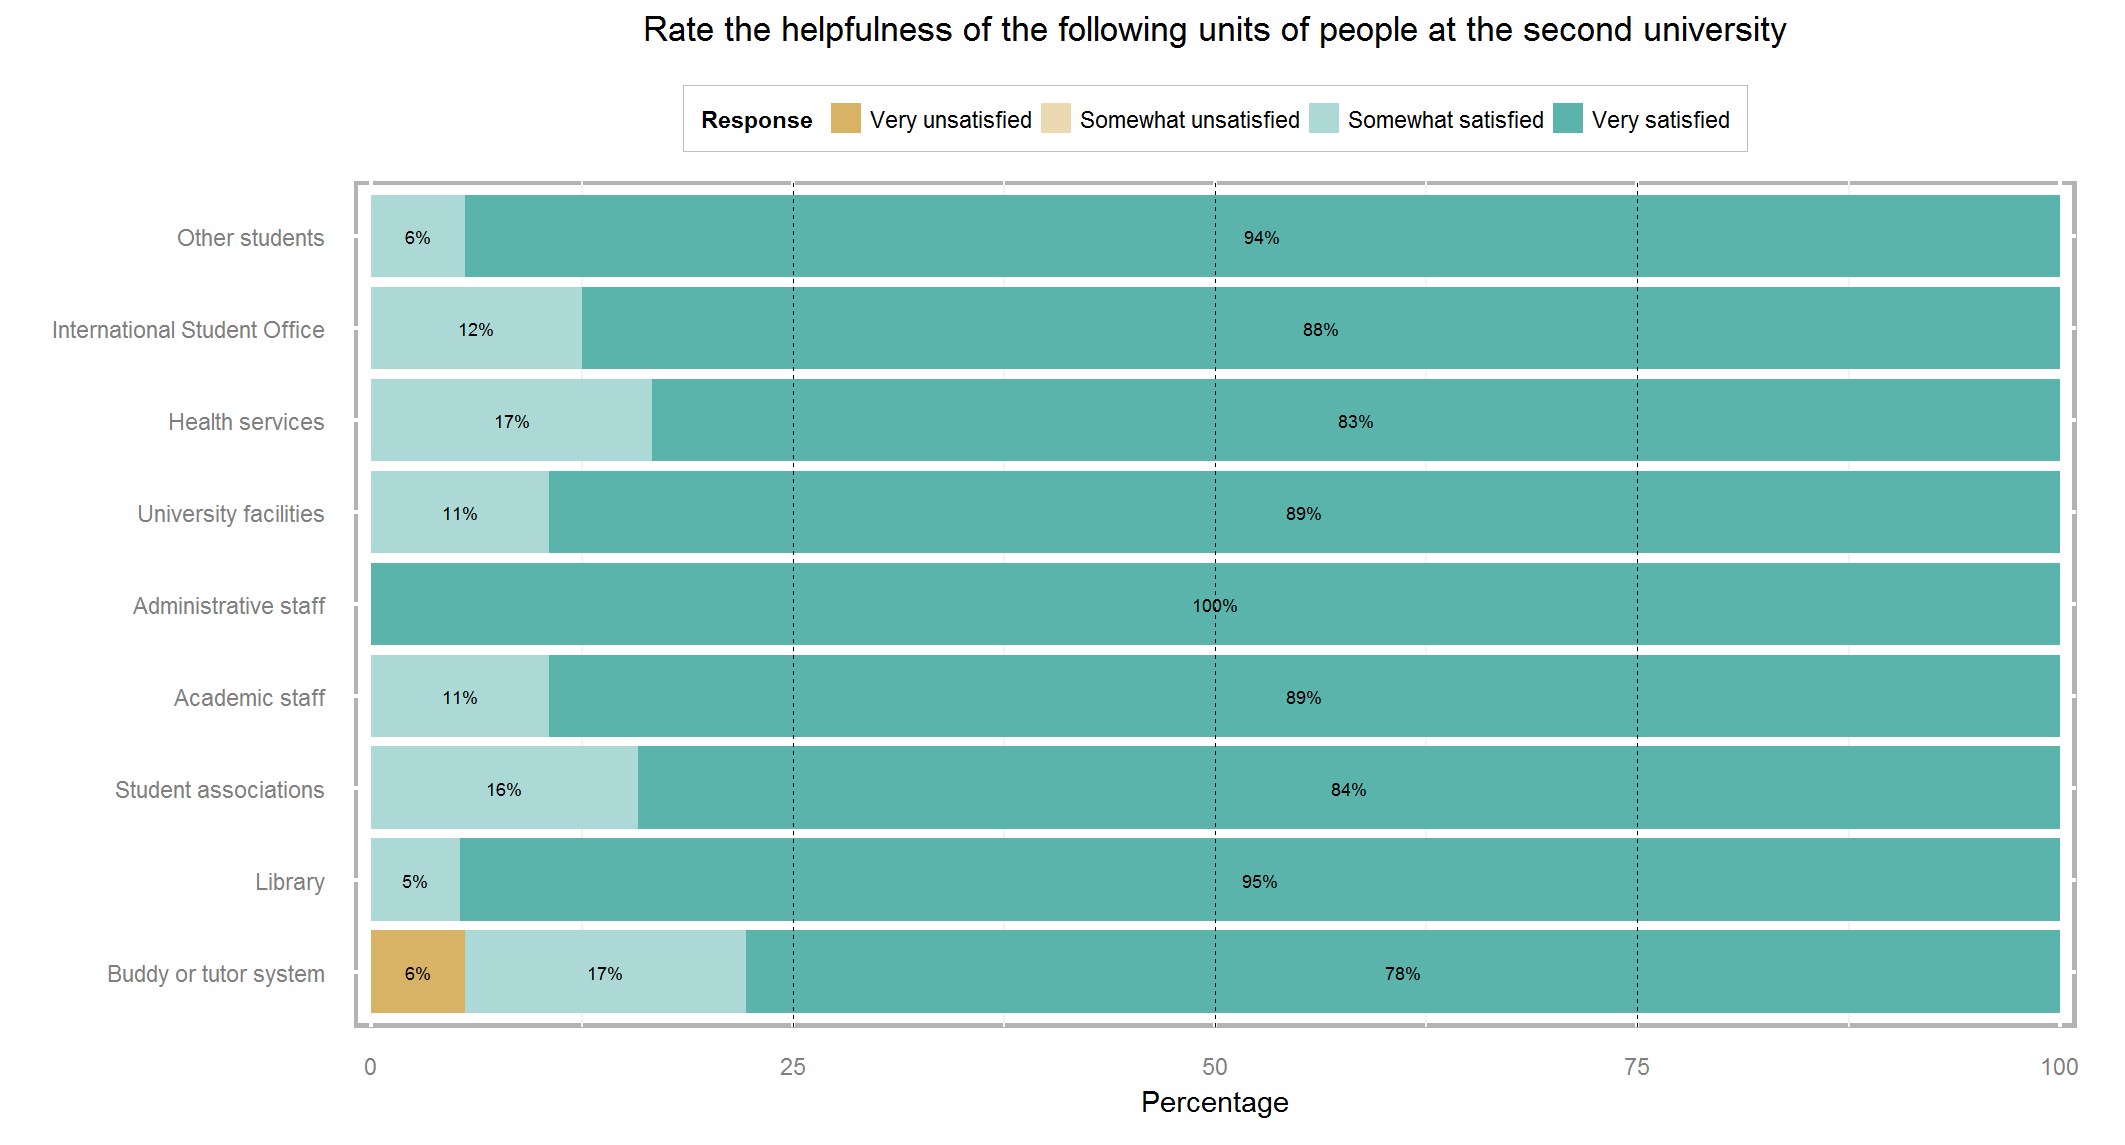 Rate the helpfulness of the following units of people at the second university
Response Very unsatisfied Somewhat unsatisfied Somewhat satisfied Very satisfied
Other students 6% 94%
International Student Office 12% 88%
Health services 17% 83%
University facilities 11% 89%
Administrative staff 100%
Academic staff 11% 89%
Student associations 16% 84%
Library 5% 95%
Buddy or tutor system 6% 17% 78%
0 25 50 75 100
Percentage